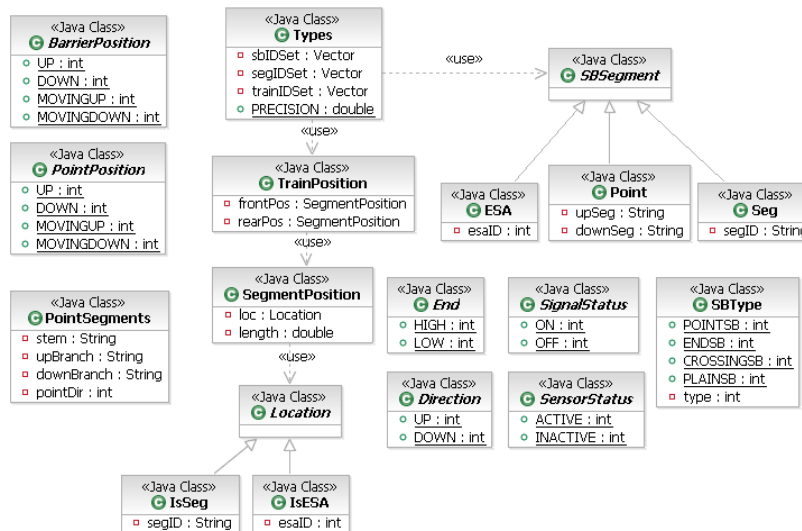 «Java Class»
BarrierPosition
UP : int
DOWN : int
MOVINGUP : int
MOVINGDOWN : int
«Java Class»
Types
sbIDSet : Vector
segIDSet : Vector
trainIDSet : Vector
PRECISION : double
«use»
«Java Class»
SBSegment
«use»
«Java Class»
PointPosition
UP : int
DOWN : int
MOVINGUP : int
MOVINGDOWN : int
«Java Class»
TrainPosition
frontPos : SegmentPosition
rearPos : SegmentPosition
«use»
«Java Class»
ESA
esaID : int
«Java Class»
Point
upSeg : String
downSeg : String
«Java Class»
Seg
segID : String
«Java Class»
PointSegments
stem : String
upBranch : String
downBranch : String
pointDir : int
«Java Class»
SegmentPosition
loc : Location
length : double
«use»
«Java Class»
End
HIGH : int
LOW : int
«Java Class»
SignalStatus
ON : int
OFF : int
«Java Class»
SBType
POINTSB : int
ENDSB : int
CROSSINGSB : int
PLAINSB : int
type : int
«Java Class»
Location
«Java Class»
Direction
UP : int
DOWN : int
«Java Class»
SensorStatus
ACTIVE : int
INACTIVE : int
«Java Class»
IsSeg
segID : String
«Java Class»
IsESA
esaID : int